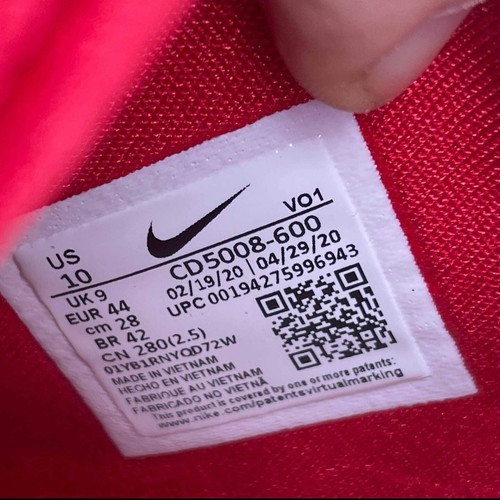 VO1
US
10
CD5008-600
UK 9
02/19/20 | 04/29/20
EUR 44
UPC 00194275996943
cm 28
BR 42
CN 280(2.5)
01YB1RNYQD72W
MADE IN VIETNAM
HECHO EN VIETNAM
FABRIQUE AU VIETNAM
FABRICADO NO VIETNÃ
This product is covered by one or more patents:
www.nike.com/patentsvirtualmarking